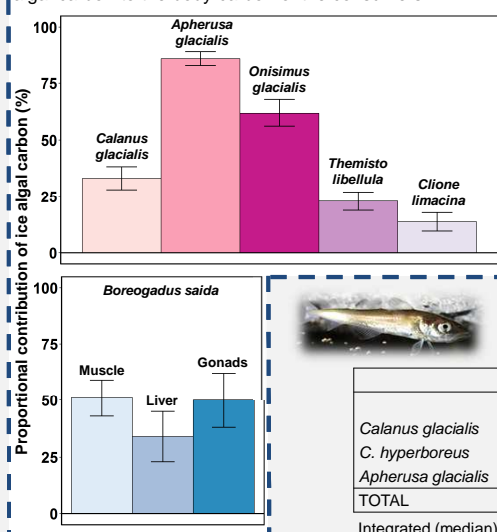 Proportional contribution of ice algal carbon (%)
100
75
50
25
0
Calanus
glacialis
Apherusa
glacialis
Onisimus
glacialis
Themisto
libellula
Clione
limacina
100
75
50
25
0
Boreogadus saida
Muscle
Liver
Gonads
Calanus glacialis
C. hyperboreus
Apherusa glacialis
TOTAL
Integrated (median)